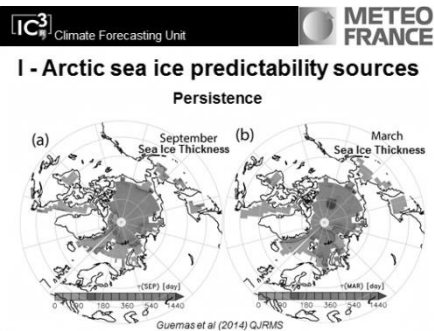 IC³ Climate Forecasting Unit
METEO
FRANCE
I - Arctic sea ice predictability sources
Persistence
(a) September
Sea Ice Thickness
(b) March
Sea Ice Thickness
(SEP) [day]
0 90 180 360 540 1440
(MAR) [day]
0 90 180 360 540 1440
Guemas et al (2014) QJRMS